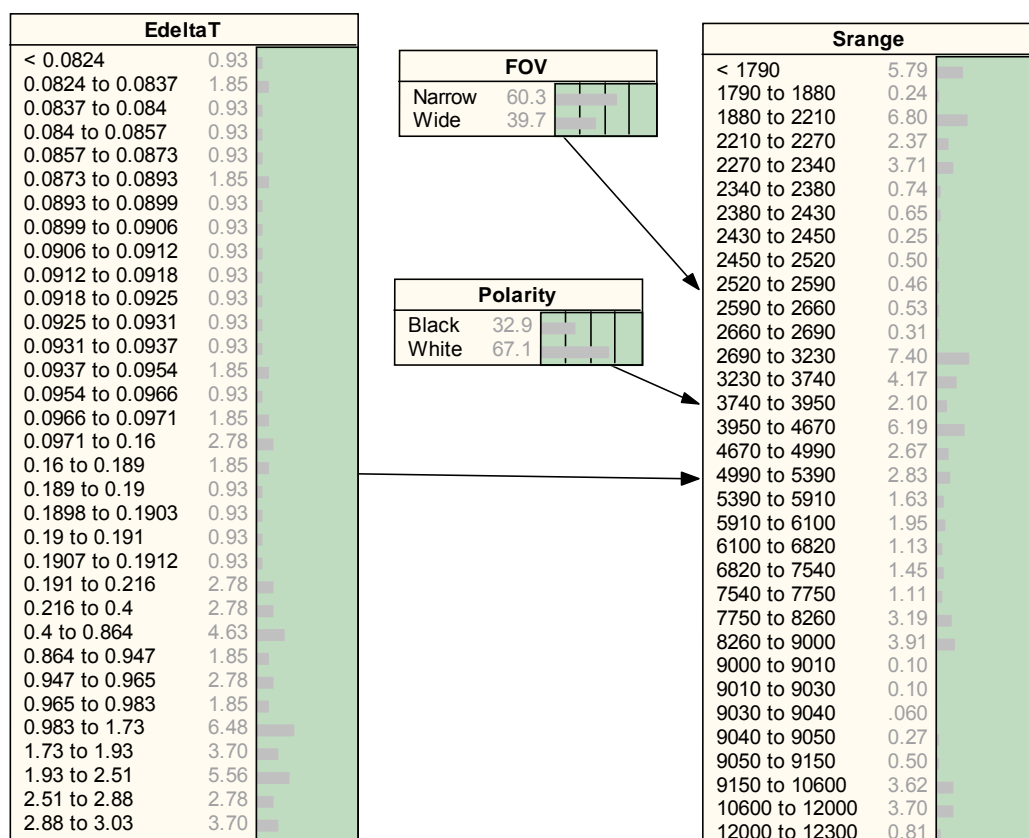 EdeltaT
< 0.0824 0.93
0.0824 to 0.0837 1.85
0.0837 to 0.084 0.93
0.084 to 0.0857 0.93
0.0857 to 0.0873 0.93
0.0873 to 0.0893 1.85
0.0893 to 0.0899 0.93
0.0899 to 0.0906 0.93
0.0906 to 0.0912 0.93
0.0912 to 0.0918 0.93
0.0918 to 0.0925 0.93
0.0925 to 0.0931 0.93
0.0931 to 0.0937 0.93
0.0937 to 0.0954 1.85
0.0954 to 0.0966 0.93
0.0966 to 0.0971 1.85
0.0971 to 0.16 2.78
0.16 to 0.189 1.85
0.189 to 0.19 0.93
0.1898 to 0.1903 0.93
0.19 to 0.191 0.93
0.1907 to 0.1912 0.93
0.191 to 0.216 2.78
0.216 to 0.4 2.78
0.4 to 0.864 4.63
0.864 to 0.947 1.85
0.947 to 0.965 2.78
0.965 to 0.983 1.85
0.983 to 1.73 6.48
1.73 to 1.93 3.70
1.93 to 2.51 5.56
2.51 to 2.88 2.78
2.88 to 3.03 3.70
FOV
Narrow 60.3
Wide 39.7
Polarity
Black 32.9
White 67.1
Srange
< 1790 5.79
1790 to 1880 0.24
1880 to 2210 6.80
2210 to 2270 2.37
2270 to 2340 3.71
2340 to 2380 0.74
2380 to 2430 0.65
2430 to 2450 0.25
2450 to 2520 0.50
2520 to 2590 0.46
2590 to 2660 0.53
2660 to 2690 0.31
2690 to 3230 7.40
3230 to 3740 4.17
3740 to 3950 2.10
3950 to 4670 6.19
4670 to 4990 2.67
4990 to 5390 2.83
5390 to 5910 1.63
5910 to 6100 1.95
6100 to 6820 1.13
6820 to 7540 1.45
7540 to 7750 1.11
7750 to 8260 3.19
8260 to 9000 3.91
9000 to 9010 0.10
9010 to 9030 0.10
9030 to 9040 .060
9040 to 9050 0.27
9050 to 9150 0.50
9150 to 10600 3.62
10600 to 12000 3.70
12000 to 12300 0.81